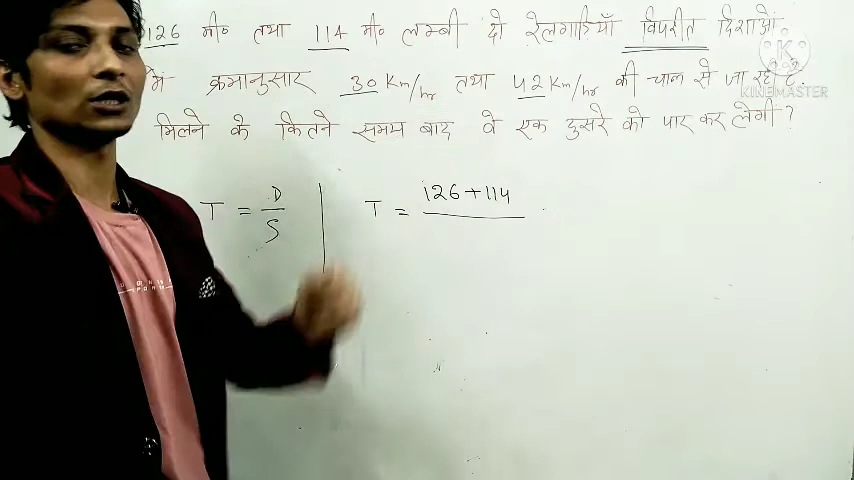 126 मी० तथा 114 मी० लम्बी दो रेलगाडियाँ विपरीत दिशाओं
में क्रमानुसार 30 Km/hr तथा 42 Km/hr की चाल से जा रहे है.
मिलने के कितने समय बाद वे एक दुसरे को पार कर लेगी?
T = D/S
T = 126+114
KINEMASTER